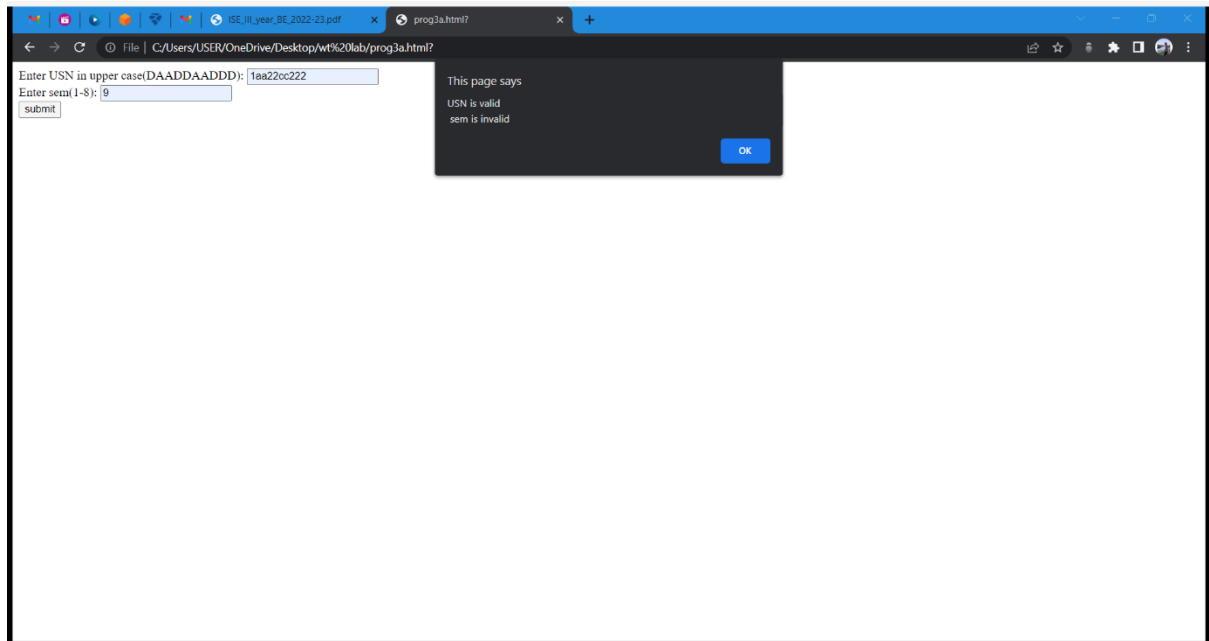 ISE_III_year_BE_2022-23.pdf
prog3a.html?
File | C:/Users/USER/OneDrive/Desktop/wt%20lab/prog3a.html?
Enter USN in upper case(DAADDAADDD): 1aa22cc222
Enter sem(1-8): 9
submit
This page says
USN is valid
sem is invalid
OK